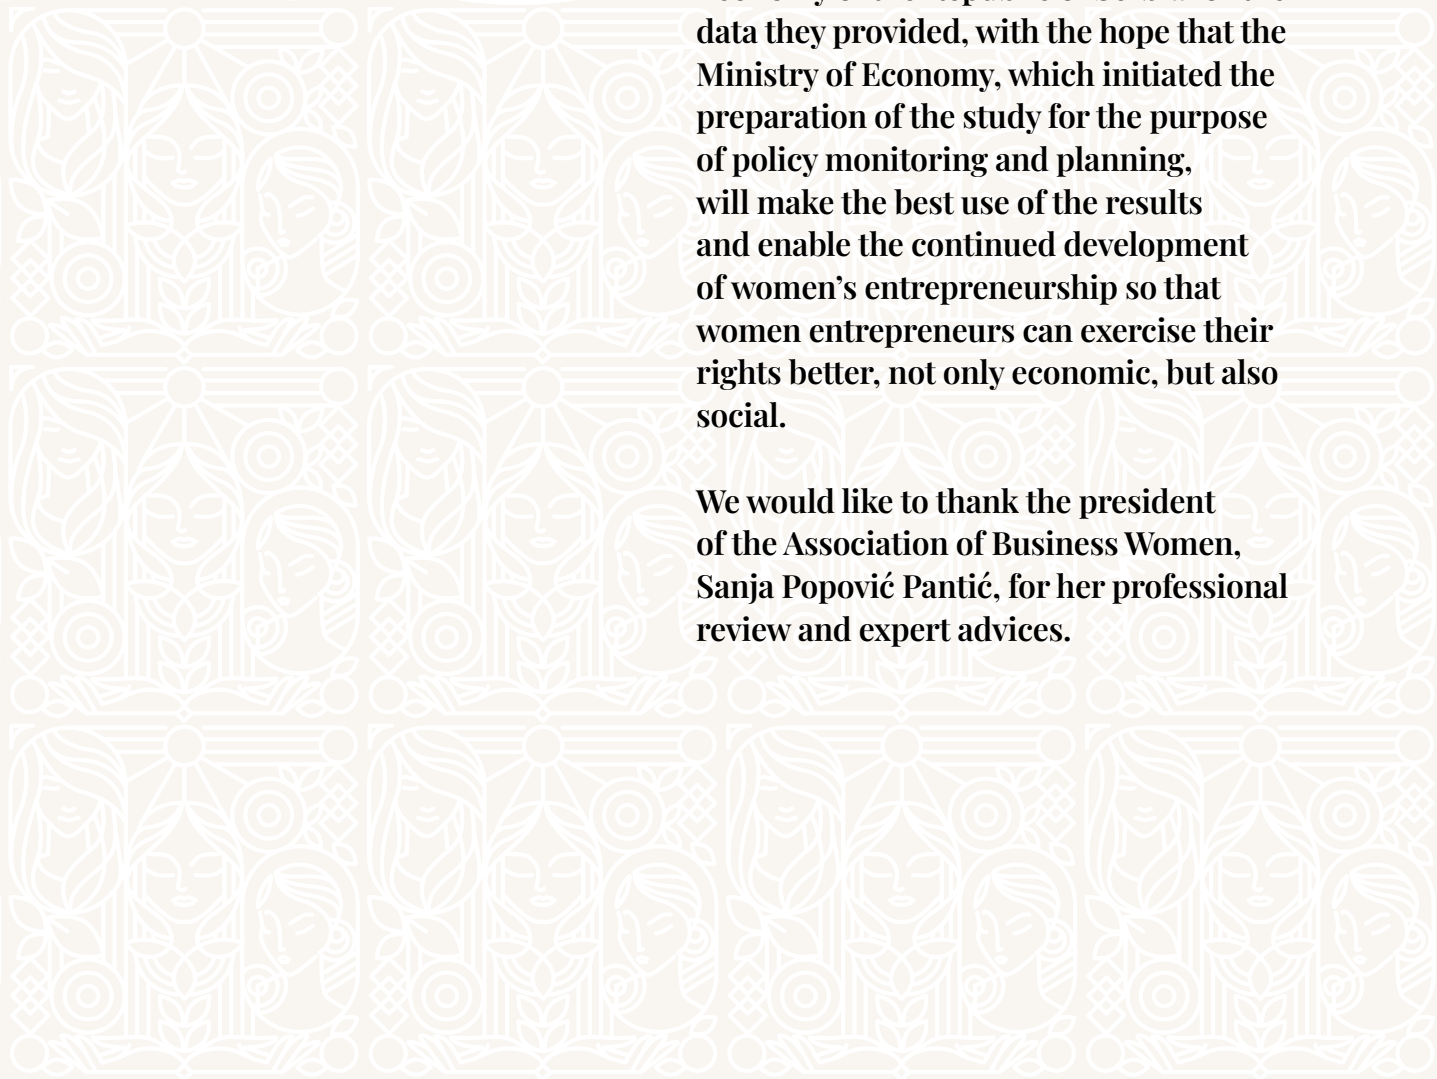 data they provided, with the hope that the
Ministry of Economy, which initiated the
preparation of the study for the purpose
of policy monitoring and planning,
will make the best use of the results
and enable the continued development
of women’s entrepreneurship so that
women entrepreneurs can exercise their
rights better, not only economic, but also
social.
We would like to thank the president
of the Association of Business Women,
Sanja Popović Pantić, for her professional
review and expert advices.